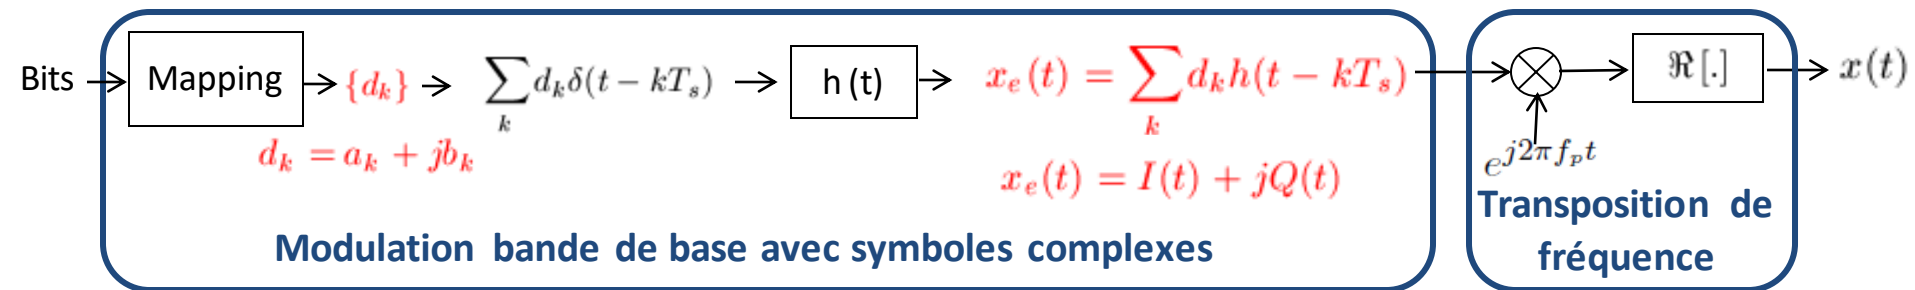 Bits
Mapping
{d_k}
d_k = a_k + jb_k
∑_k d_k δ(t − kT_s)
h(t)
x_e(t) = ∑_k d_k h(t − kT_s)
x_e(t) = I(t) + jQ(t)
Modulation bande de base avec symboles complexes
ℜ[.]
x(t)
e^{j2πf_p t}
Transposition de
fréquence